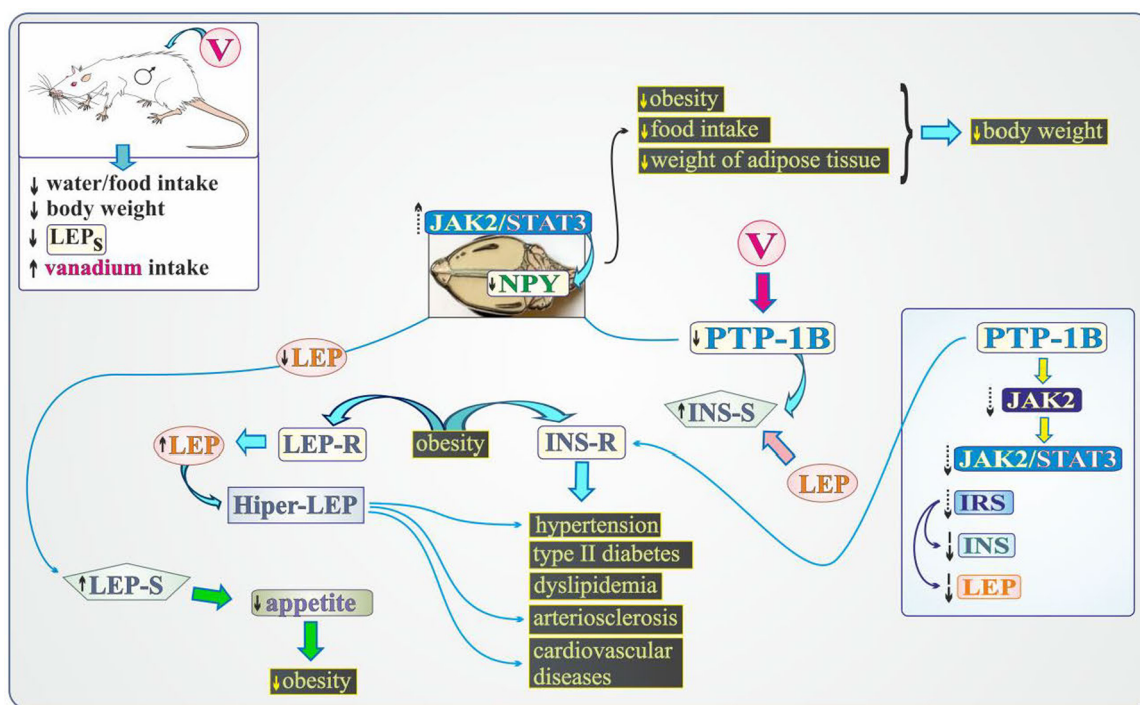 V
↓ water/food intake
↓ body weight
↓ LEPs
↑ vanadium intake
↓obesity
↓food intake
↓weight of adipose tissue
↓body weight
JAK2/STAT3
↓NPY
V
↓PTP-1B
↑INS-S
LEP
↓LEP
↑LEP
LEP-R
obesity
INS-R
Hiper-LEP
hypertension
type II diabetes
dyslipidemia
arteriosclerosis
cardiovascular
diseases
↑LEP-S
↓appetite
↓obesity
PTP-1B
JAK2
JAK2/STAT3
IRS
INS
LEP